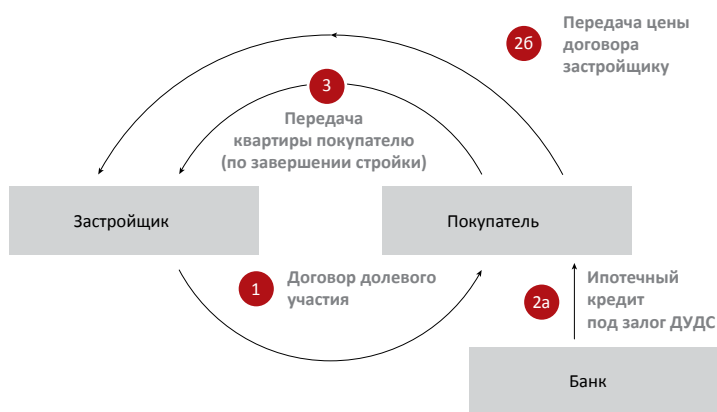 2б
Передача цены
договора
застройщику
3
Передача
квартиры покупателю
(по завершении стройки)
Застройщик
Покупатель
1
Договор долевого
участия
2а
Ипотечный
кредит
под залог ДУДС
Банк